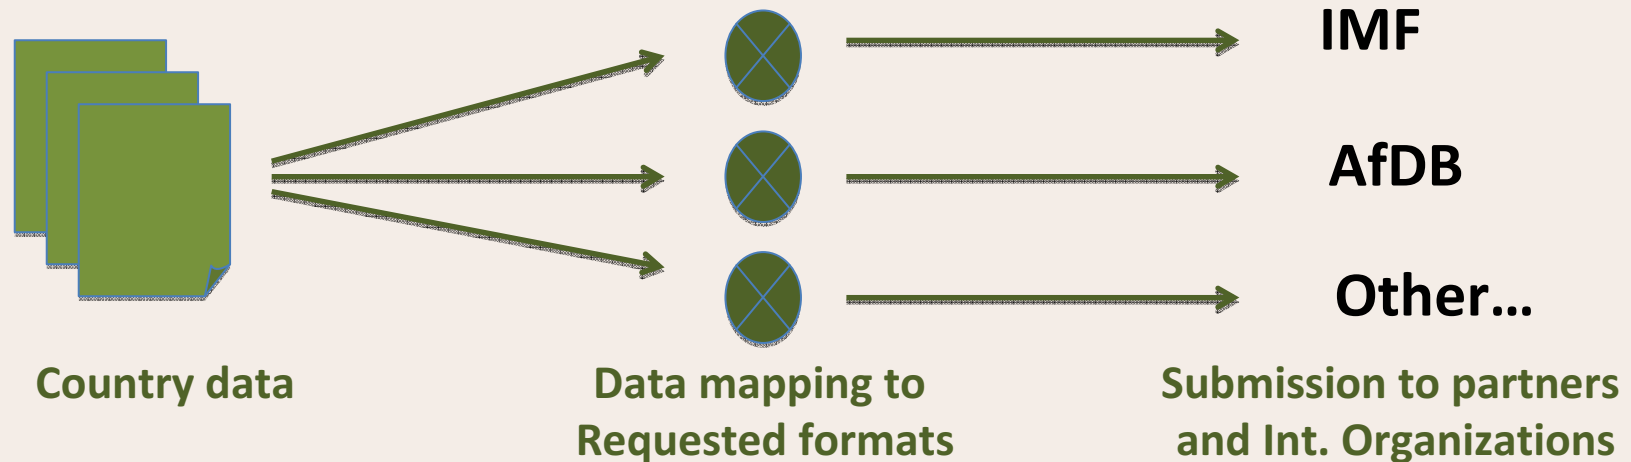 IMF
AfDB
Other…
Country data
Data mapping to
Requested formats
Submission to partners
and Int. Organizations